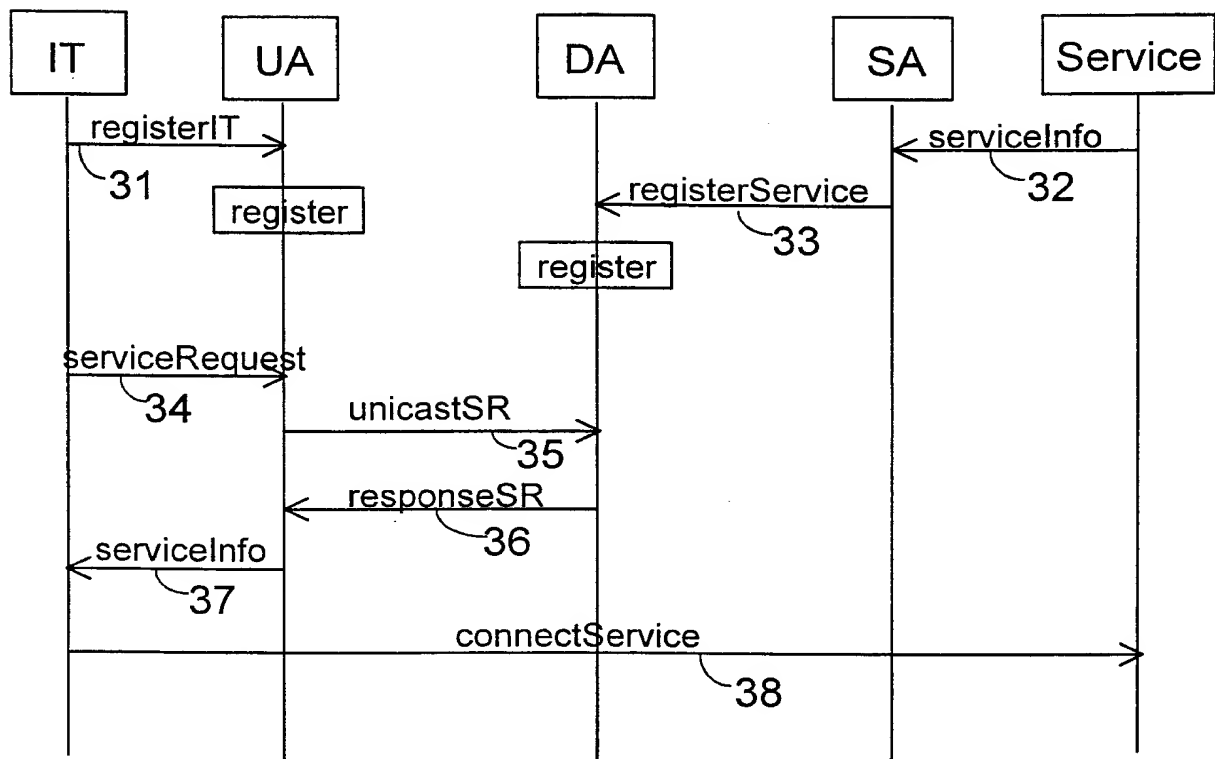 IT
UA
DA
SA
Service
registerIT
31
serviceInfo
32
register
registerService
33
register
serviceRequest
34
unicastSR
35
responseSR
36
serviceInfo
37
connectService
38